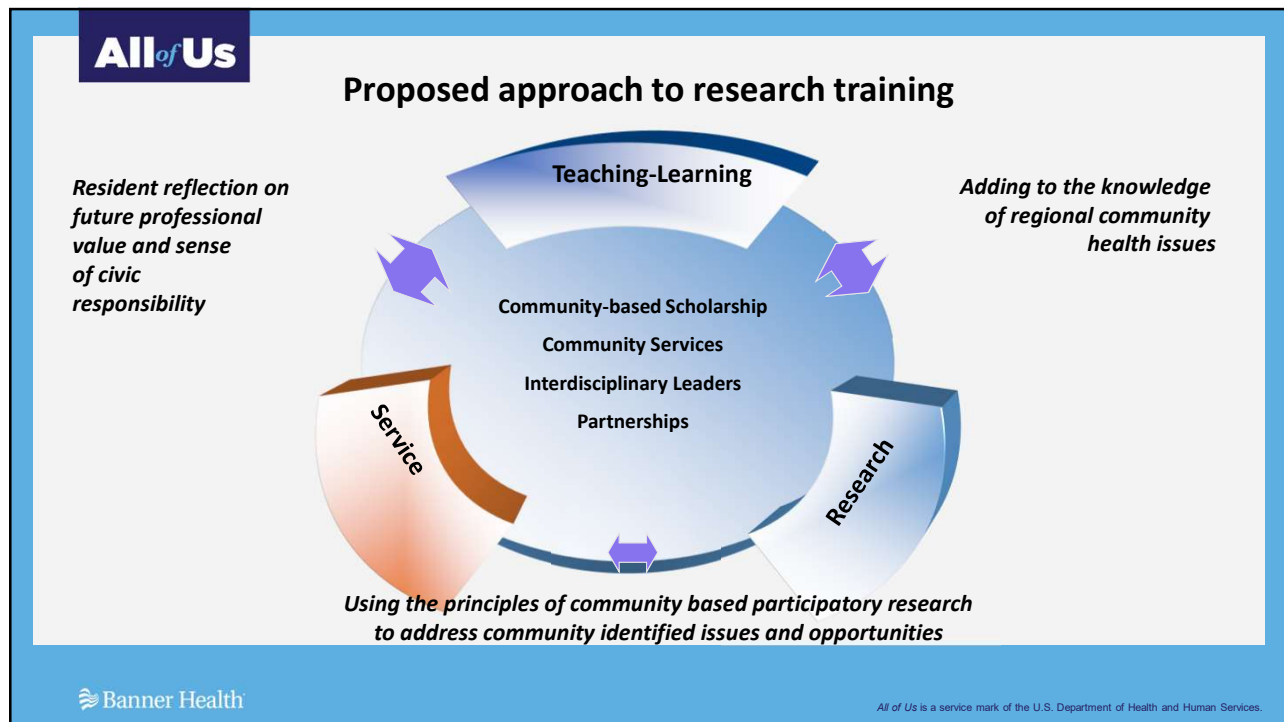 All of Us
Proposed approach to research training
Teaching-Learning
Resident reflection on
future professional
value and sense
of civic
responsibility
Adding to the knowledge
of regional community
health issues
Community-based Scholarship
Community Services
Interdisciplinary Leaders
Partnerships
Service
Research
Using the principles of community based participatory research
to address community identified issues and opportunities
Banner Health
All of Us is a service mark of the U.S. Department of Health and Human Services.